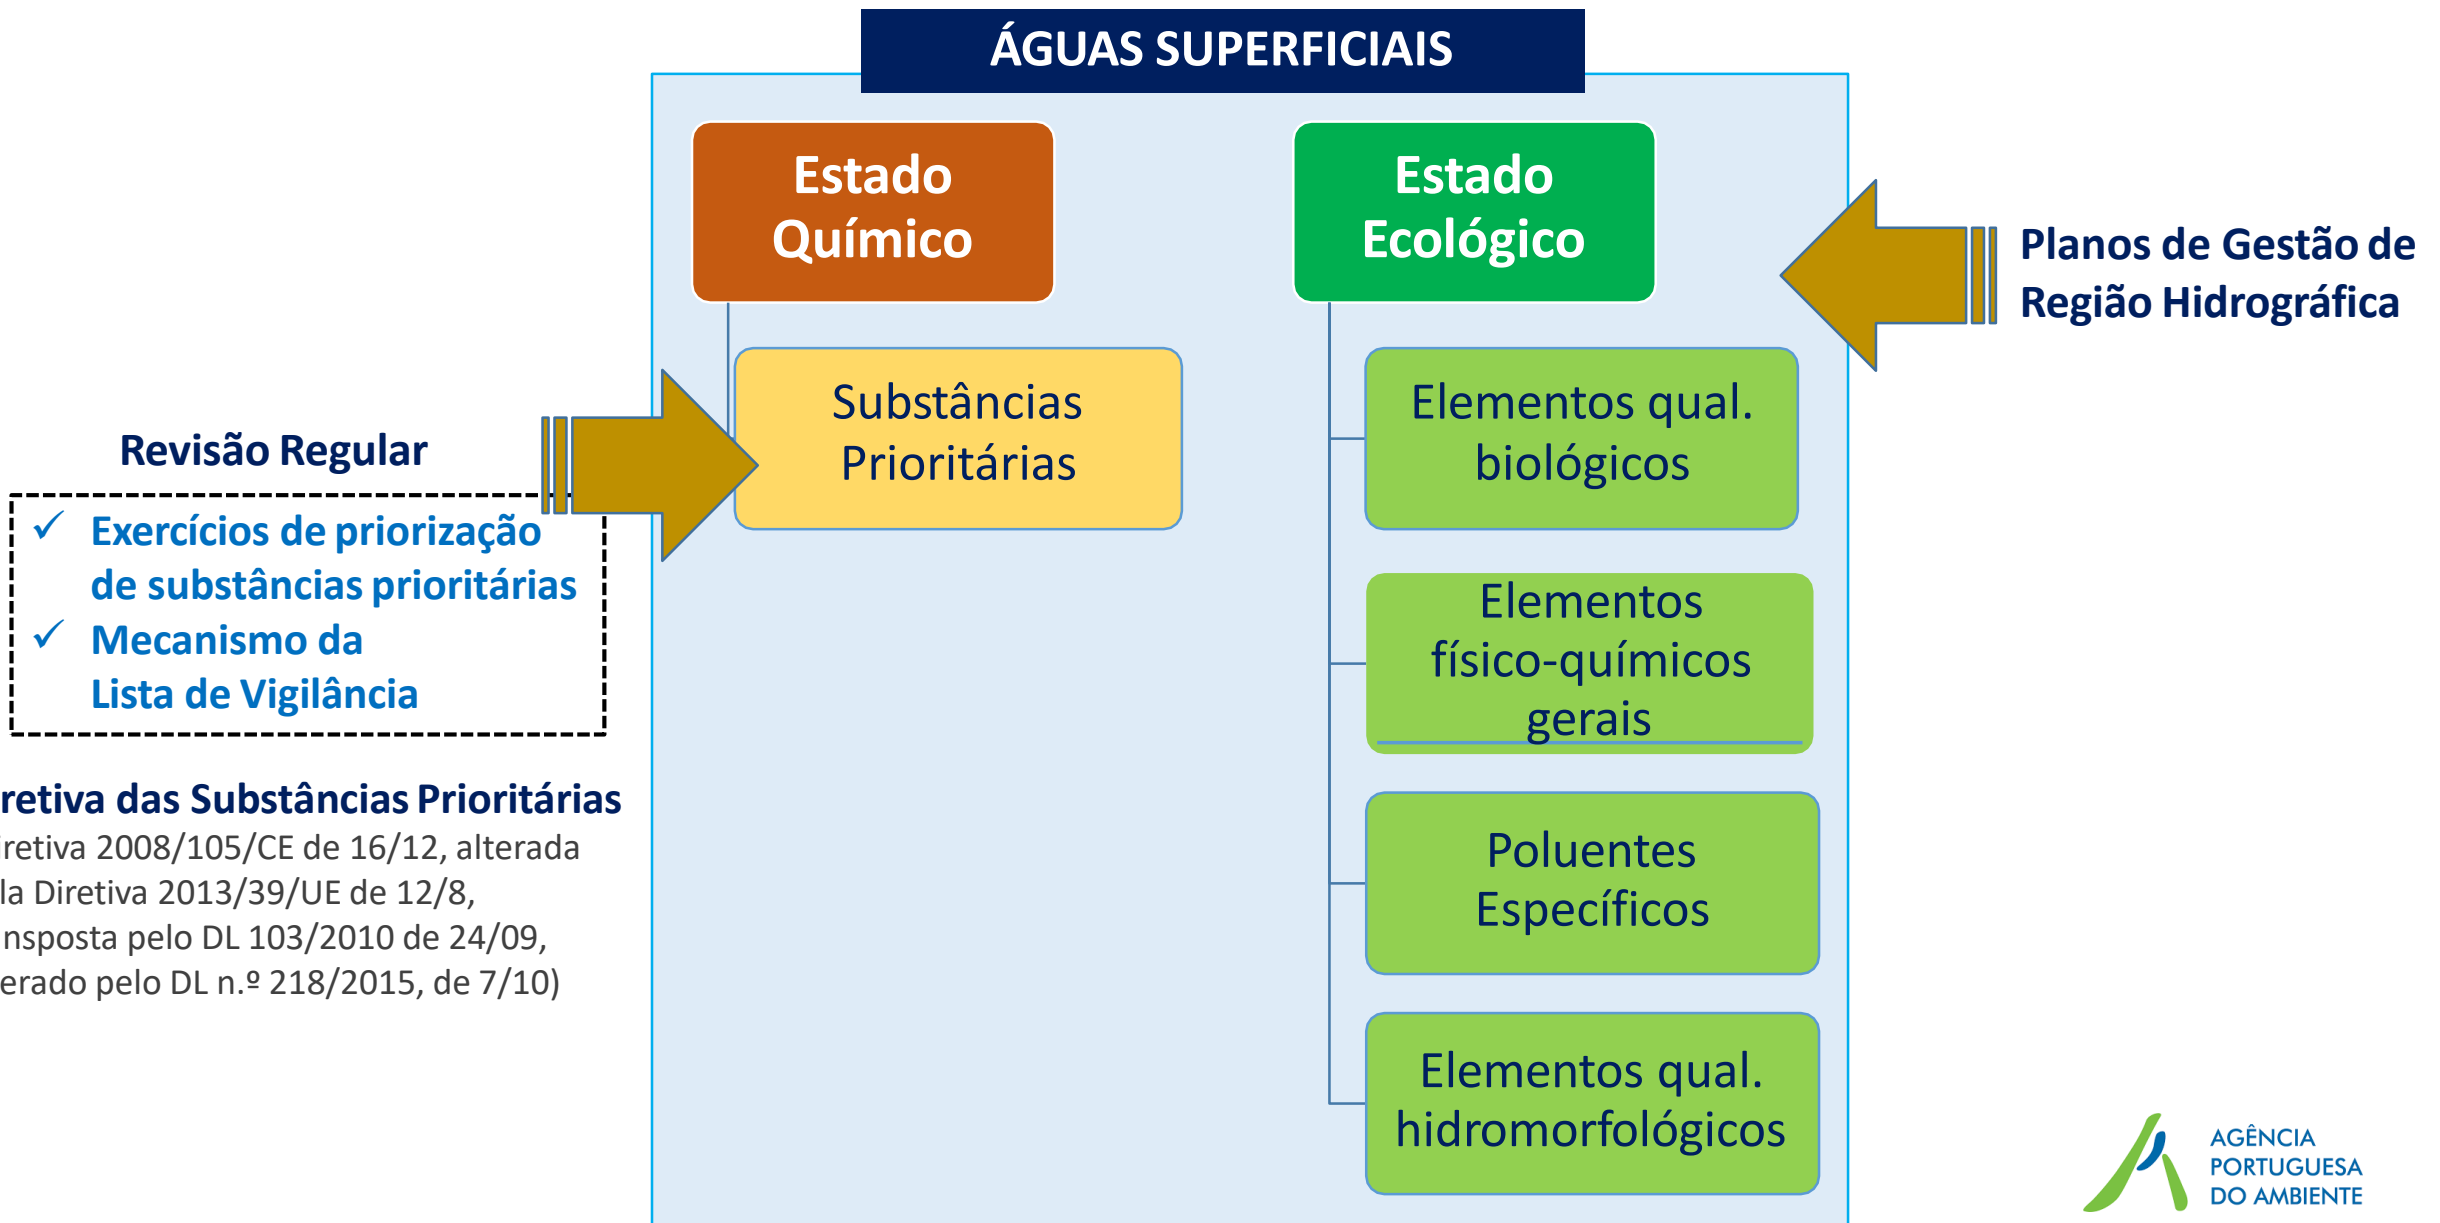 ÁGUAS SUPERFICIAIS
Estado
Químico
Estado
Ecológico
Planos de Gestão de
Região Hidrográfica
Substâncias
Prioritárias
Elementos qual.
biológicos
Revisão Regular
✓ Exercícios de priorização
de substâncias prioritárias
✓ Mecanismo da
Lista de Vigilância
Elementos
físico-químicos
gerais
retiva das Substâncias Prioritárias
iretiva 2008/105/CE de 16/12, alterada
la Diretiva 2013/39/UE de 12/8,
nsposta pelo DL 103/2010 de 24/09,
erado pelo DL n.º 218/2015, de 7/10)
Poluentes
Específicos
Elementos qual.
hidromorfológicos
AGÊNCIA
PORTUGUESA
DO AMBIENTE